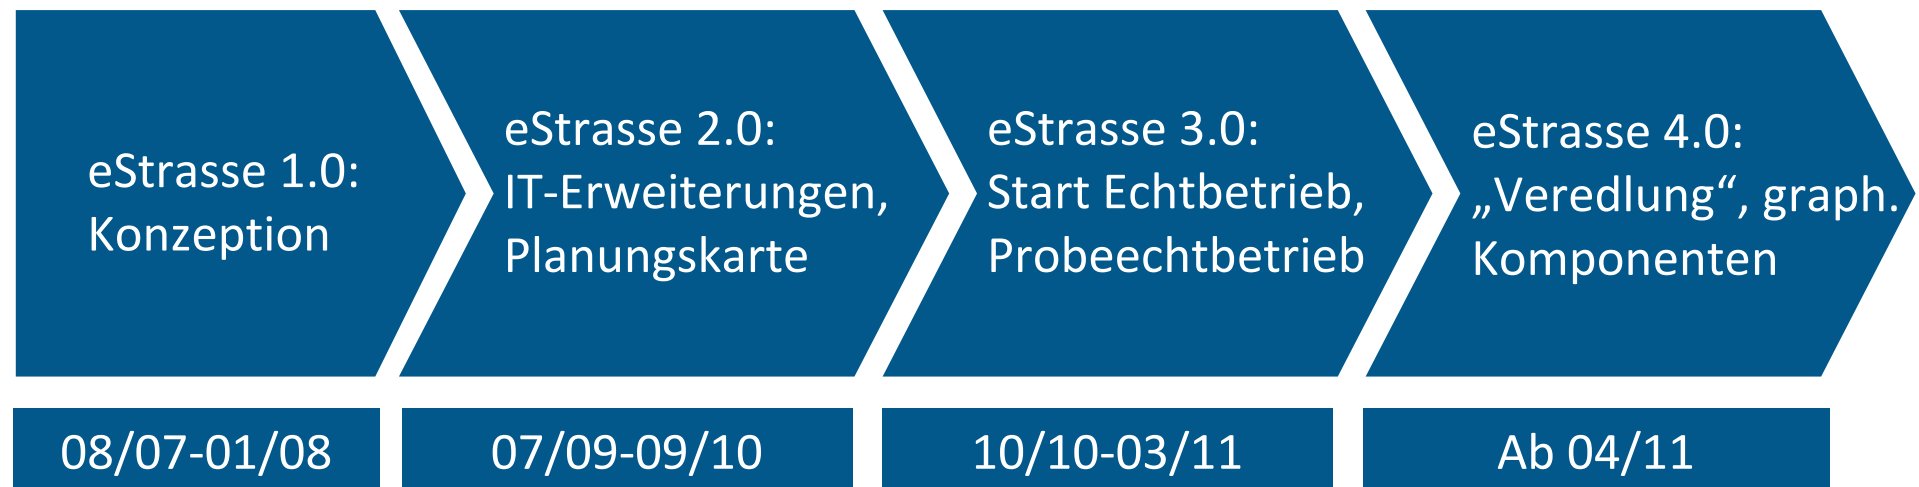 eStrasse 1.0:
Konzeption
eStrasse 2.0:
IT-Erweiterungen,
Planungskarte
eStrasse 3.0:
Start Echtbetrieb,
Probeechtbetrieb
eStrasse 4.0:
„Veredlung“, graph.
Komponenten
08/07-01/08
07/09-09/10
10/10-03/11
Ab 04/11